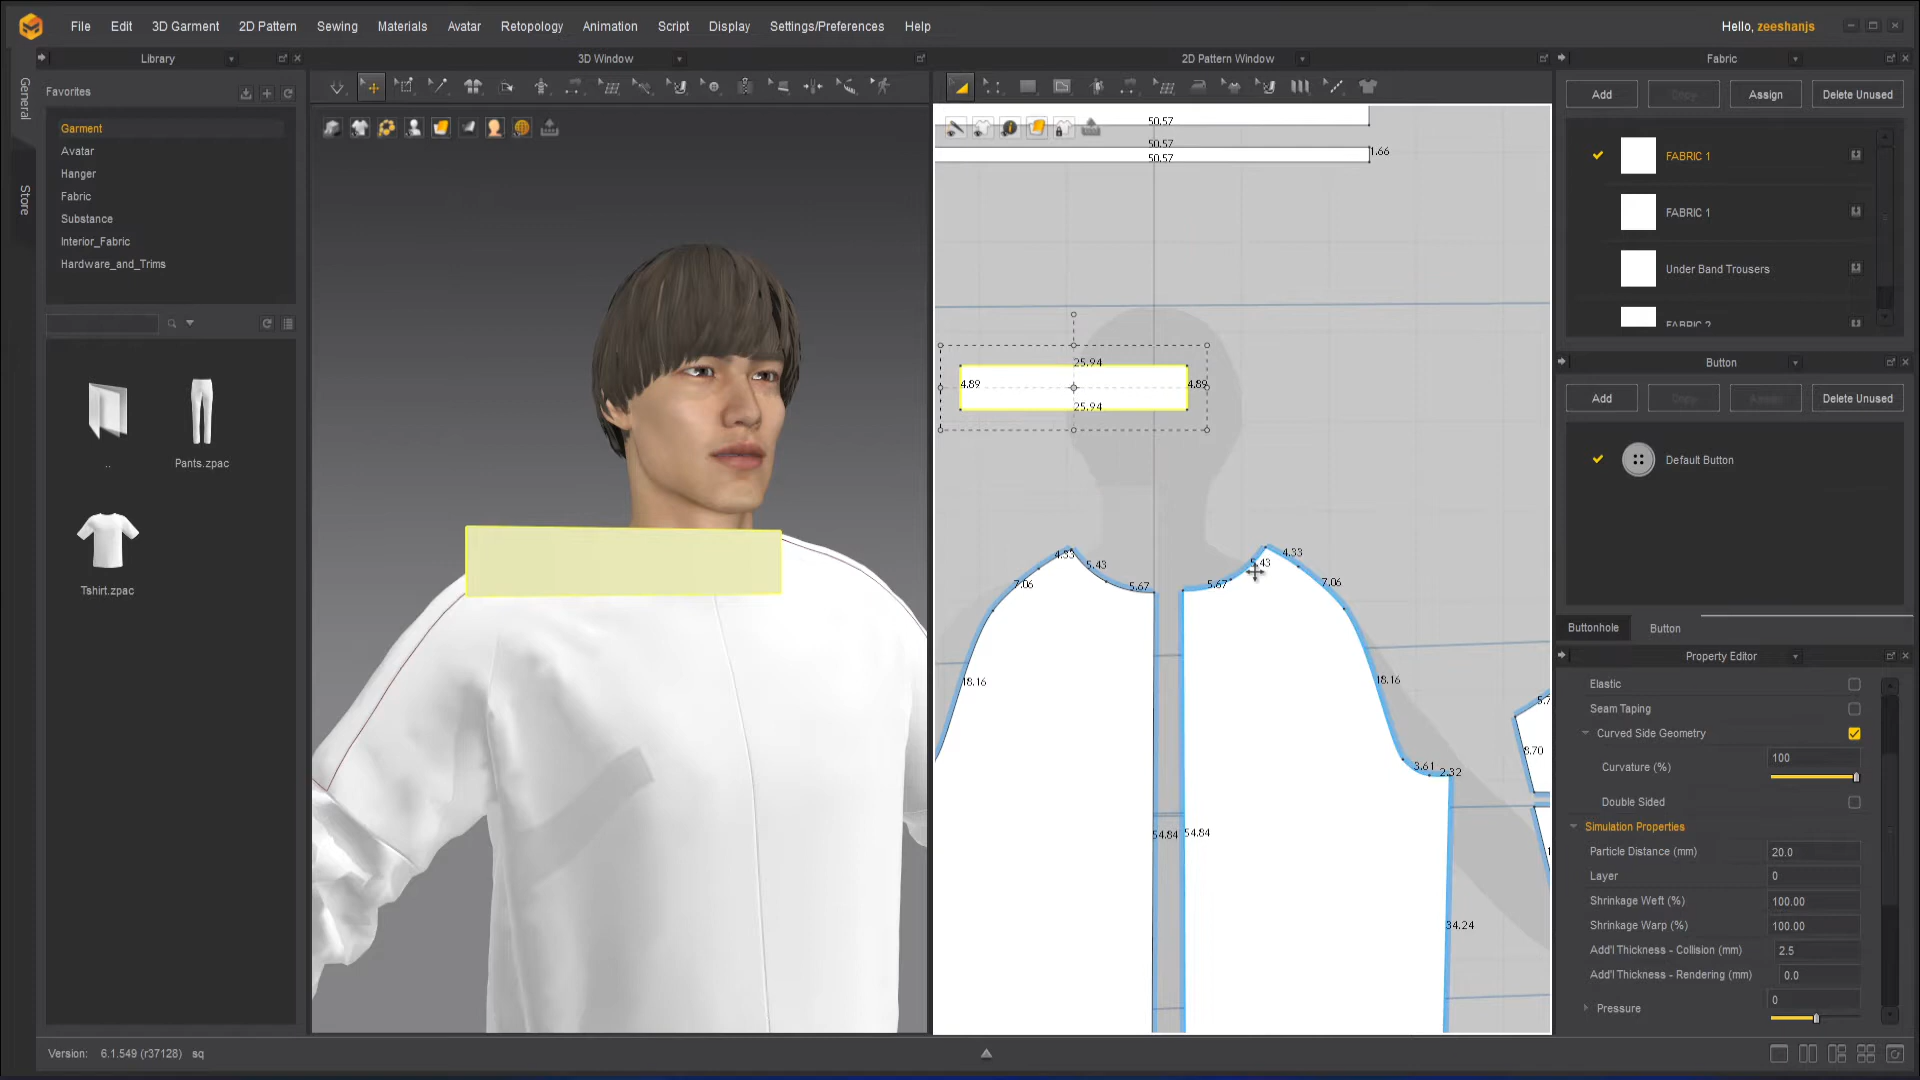 File Edit 3D Garment 2D Pattern Sewing Materials Avatar Retopology Animation Script Display Settings/Preferences Help
Hello, zeeshanjs
Library
3D Window
2D Pattern Window
Fabric
General
Store
Favorites
Garment
Avatar
Hanger
Fabric
Substance
Interior_Fabric
Hardware_and_Trims
..
Pants.zpac
Tshirt.zpac
50.57
50.57
50.57
1.66
25.94
4.89
4.89
25.94
5.43
5.67
7.06
5.67
5.43
4.33
7.06
18.16
18.16
3.61
2.32
54.84
54.84
34.24
8.70
Add
Copy
Assign
Delete Unused
FABRIC 1
FABRIC 1
Under Band Trousers
FABRIC 2
Button
Add
Copy
Assign
Delete Unused
Default Button
Buttonhole
Button
Property Editor
Elastic
Seam Taping
Curved Side Geometry
Curvature (%)
100
Double Sided
Simulation Properties
Particle Distance (mm)
20.0
Layer
0
Shrinkage Weft (%)
100.00
Shrinkage Warp (%)
100.00
Add'l Thickness - Collision (mm)
2.5
Add'l Thickness - Rendering (mm)
0.0
Pressure
0
Version: 6.1.549 (r37128) sq